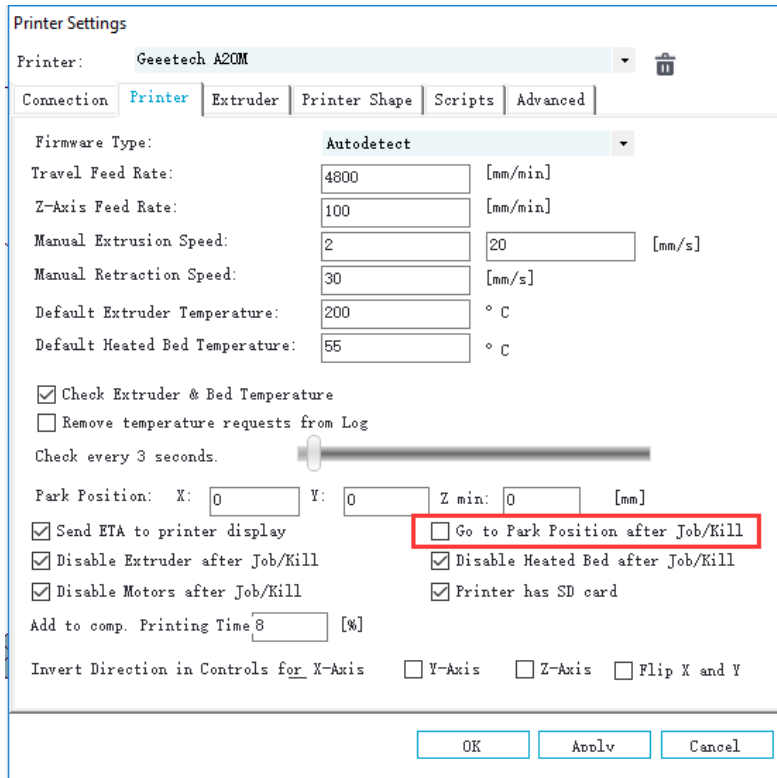 Printer Settings
Printer: Geeetech A20M
Connection Printer Extruder Printer Shape Scripts Advanced
Firmware Type: Autodetect
Travel Feed Rate: 4800 [mm/min]
Z-Axis Feed Rate: 100 [mm/min]
Manual Extrusion Speed: 2 20 [mm/s]
Manual Retraction Speed: 30 [mm/s]
Default Extruder Temperature: 200 ° C
Default Heated Bed Temperature: 55 ° C
Check Extruder & Bed Temperature
Remove temperature requests from Log
Check every 3 seconds.
Park Position: X: 0 Y: 0 Z min: 0 [mm]
Send ETA to printer display Go to Park Position after Job/Kill
Disable Extruder after Job/Kill Disable Heated Bed after Job/Kill
Disable Motors after Job/Kill Printer has SD card
Add to comp. Printing Time 8 [%]
Invert Direction in Controls for X-Axis Y-Axis Z-Axis Flip X and Y
OK Apply Cancel